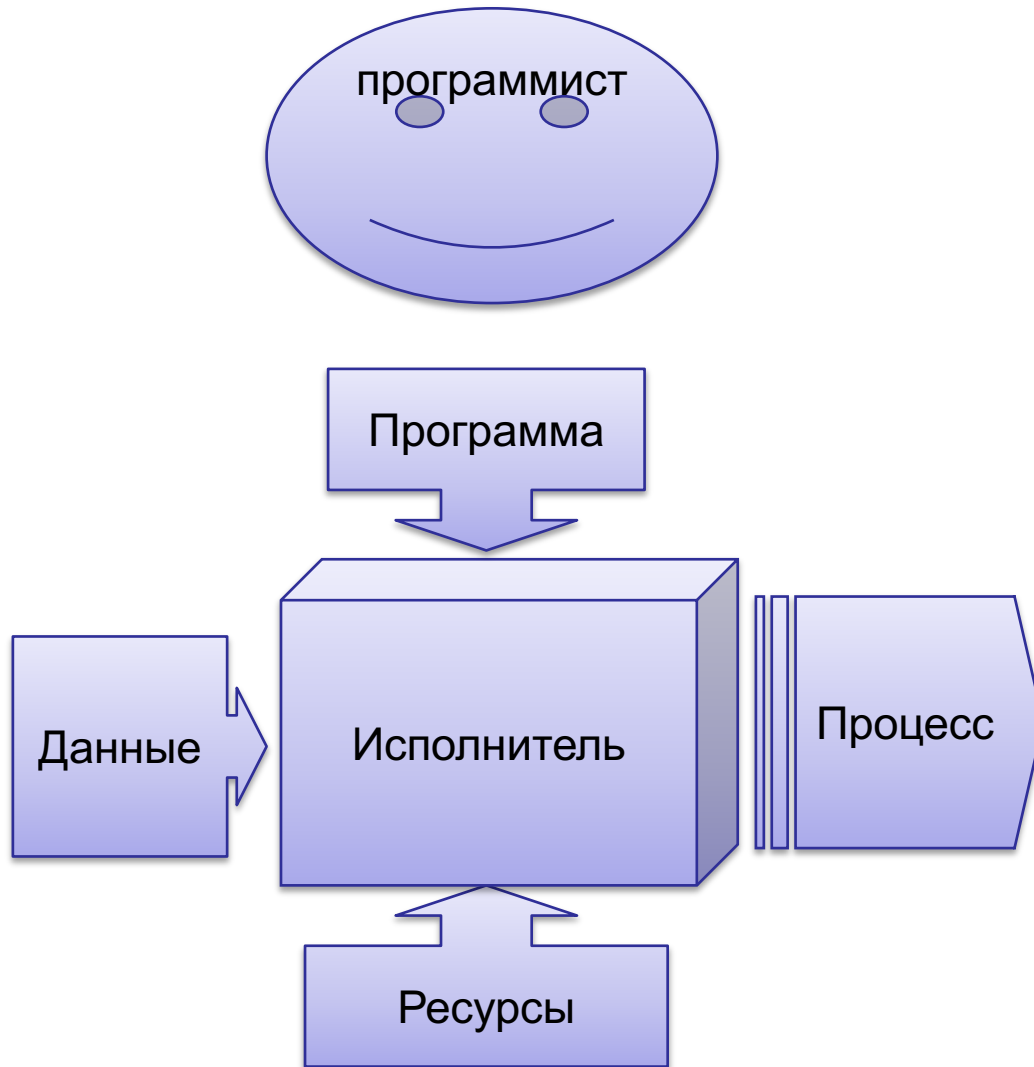 программист
Программа
Данные
Исполнитель
Процесс
Ресурсы